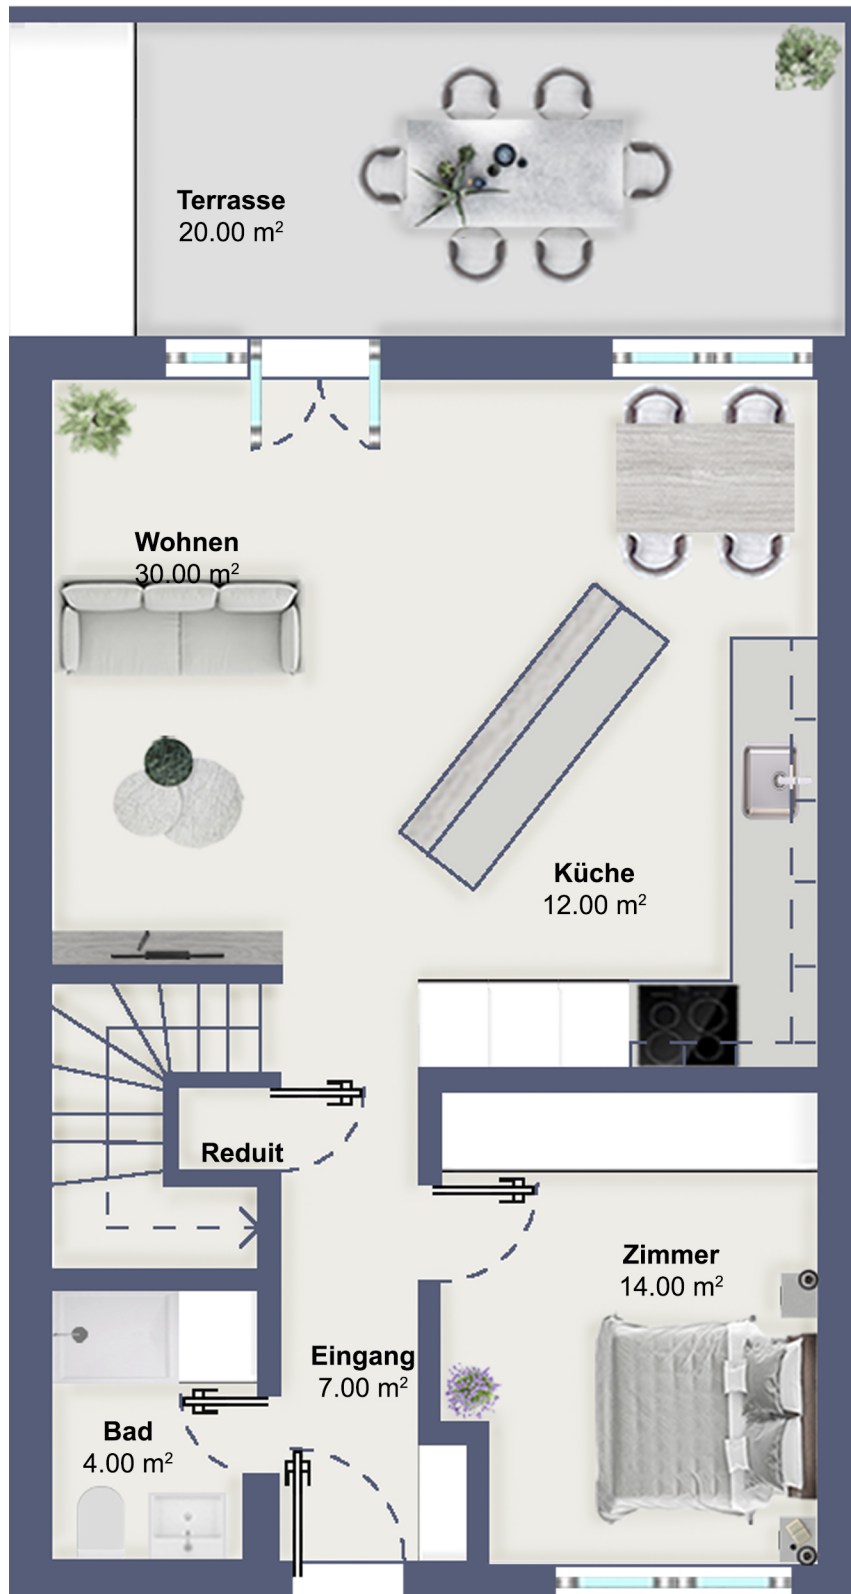 Terrasse
20.00 m²
Wohnen
30.00 m²
Küche
12.00 m²
Reduit
Zimmer
14.00 m²
Eingang
7.00 m²
Bad
4.00 m²